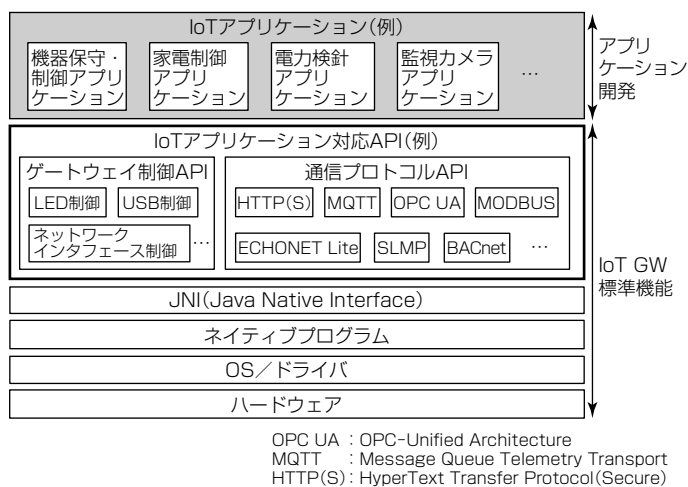 IoTアプリケーション(例)
機器保守・
制御アプリ
ケーション
家電制御
アプリ
ケーション
電力検針
アプリ
ケーション
監視カメラ
アプリ
ケーション
…
アプリ
ケーション
開発
IoTアプリケーション対応API(例)
ゲートウェイ制御API
LED制御
USB制御
ネットワーク
インタフェース制御
…
通信プロトコルAPI
HTTP(S)
MQTT
OPC UA
MODBUS
ECHONET Lite
SLMP
BACnet
…
JNI(Java Native Interface)
ネイティブプログラム
OS／ドライバ
ハードウェア
IoT GW
標準機能
OPC UA : OPC-Unified Architecture
MQTT : Message Queue Telemetry Transport
HTTP(S) : HyperText Transfer Protocol(Secure)